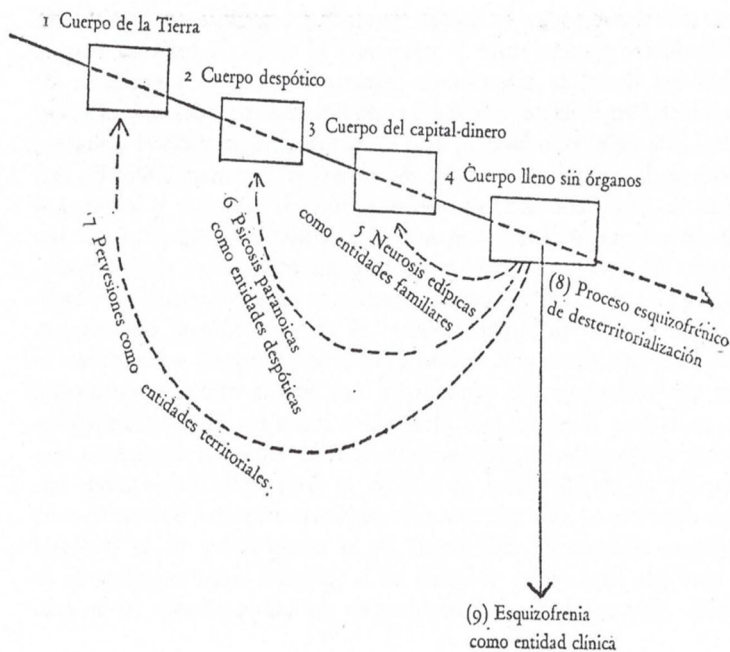 1 Cuerpo de la Tierra
2 Cuerpo despótico
3 Cuerpo del capital-dinero
4 Cuerpo lleno sin órganos
5 Neurosis edípicas
como entidades familiares
6 Psicosis paranoicas
como entidades despóticas
7 Pervesiones como
entidades territoriales
(8) Proceso esquizofrénico
de desterritorialización
(9) Esquizofrenia
como entidad clínica